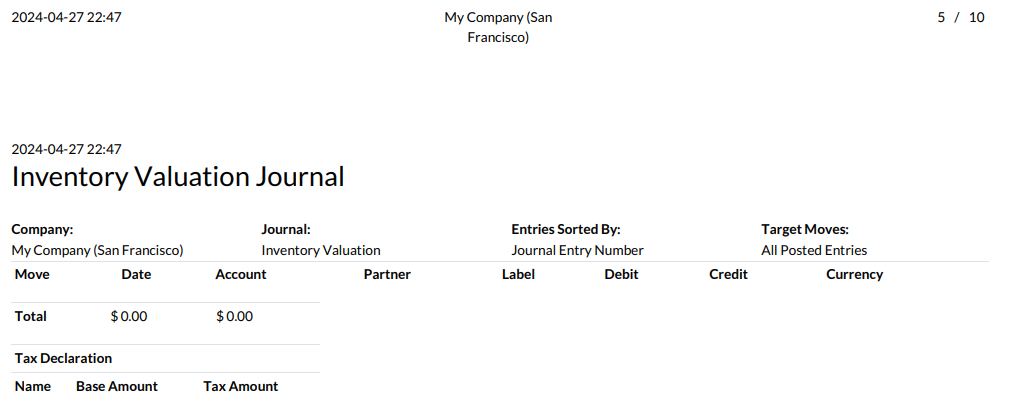 2024-04-27 22:47 My Company (San Francisco) 5 / 10
2024-04-27 22:47
Inventory Valuation Journal
Company: Journal: Entries Sorted By: Target Moves:
My Company (San Francisco) Inventory Valuation Journal Entry Number All Posted Entries
Move Date Account Partner Label Debit Credit Currency
Total $ 0.00 $ 0.00
Tax Declaration
Name Base Amount Tax Amount